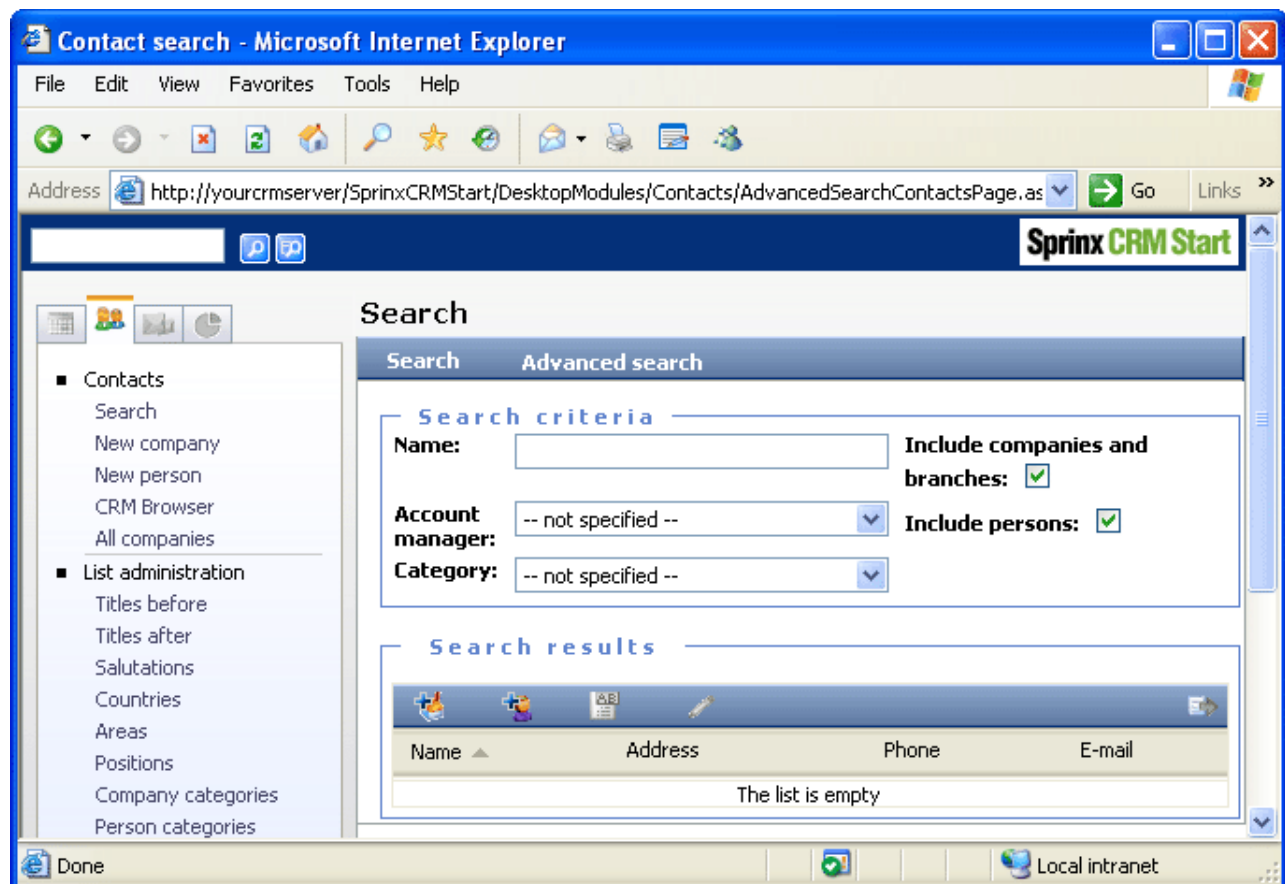 Contact search - Microsoft Internet Explorer
File Edit View Favorites Tools Help
Address http://yourcrmserver/SprinxCRMStart/DesktopModules/Contacts/AdvancedSearchContactsPage.as Go Links »
Sprinx CRM Start
Search
Search Advanced search
Contacts
Search
New company
New person
CRM Browser
All companies
List administration
Titles before
Titles after
Salutations
Countries
Areas
Positions
Company categories
Person categories
Search criteria
Name:
Include companies and
branches:
Account
manager:
-- not specified --
Include persons:
Category:
-- not specified --
Search results
Name Address Phone E-mail
The list is empty
Done Local intranet